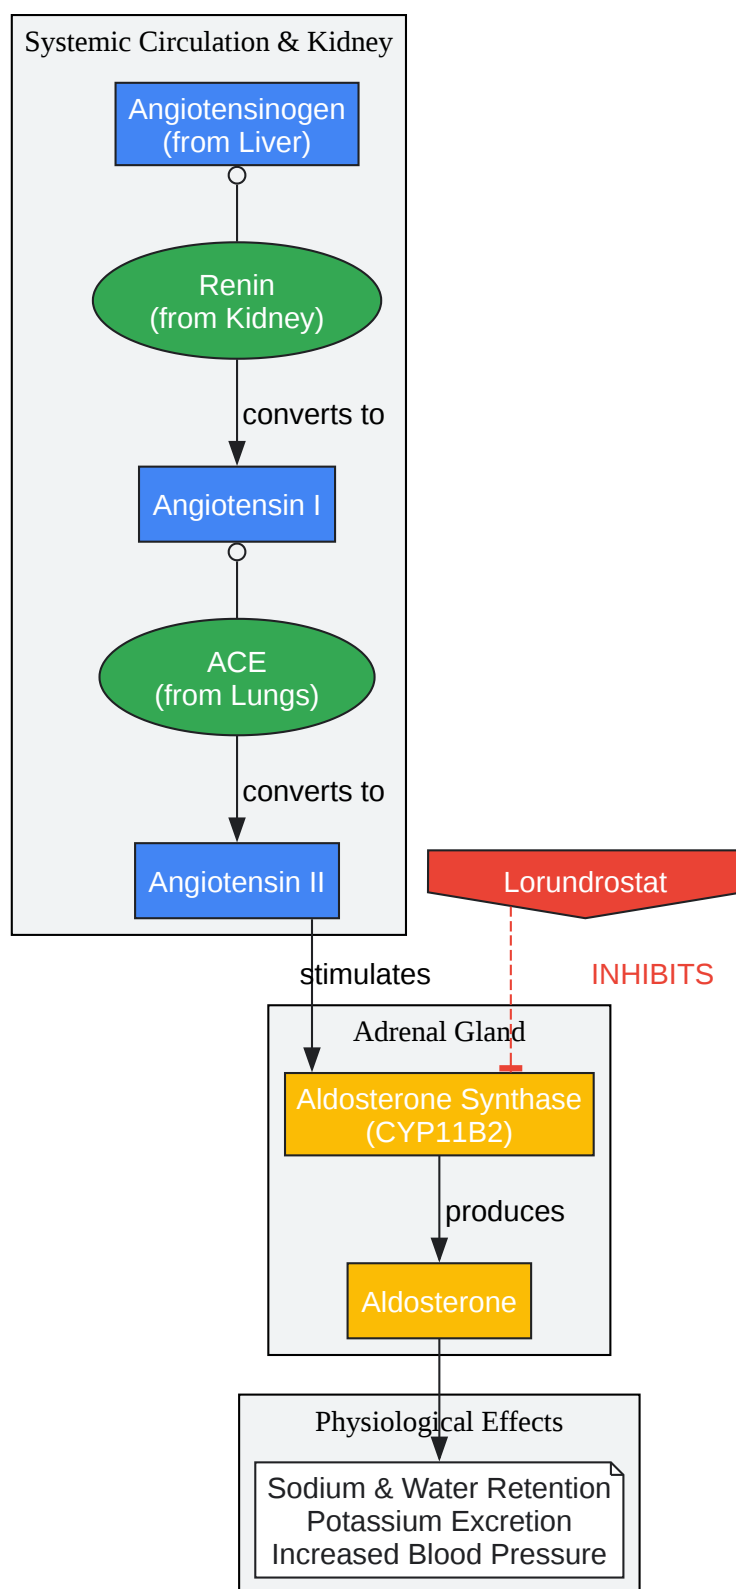 Systemic Circulation & Kidney
Angiotensinogen
(from Liver)
Renin
(from Kidney)
converts to
Angiotensin I
ACE
(from Lungs)
converts to
Angiotensin II
Lorundrostat
stimulates
INHIBITS
Adrenal Gland
Aldosterone Synthase
(CYP11B2)
produces
Aldosterone
Physiological Effects
Sodium & Water Retention
Potassium Excretion
Increased Blood Pressure